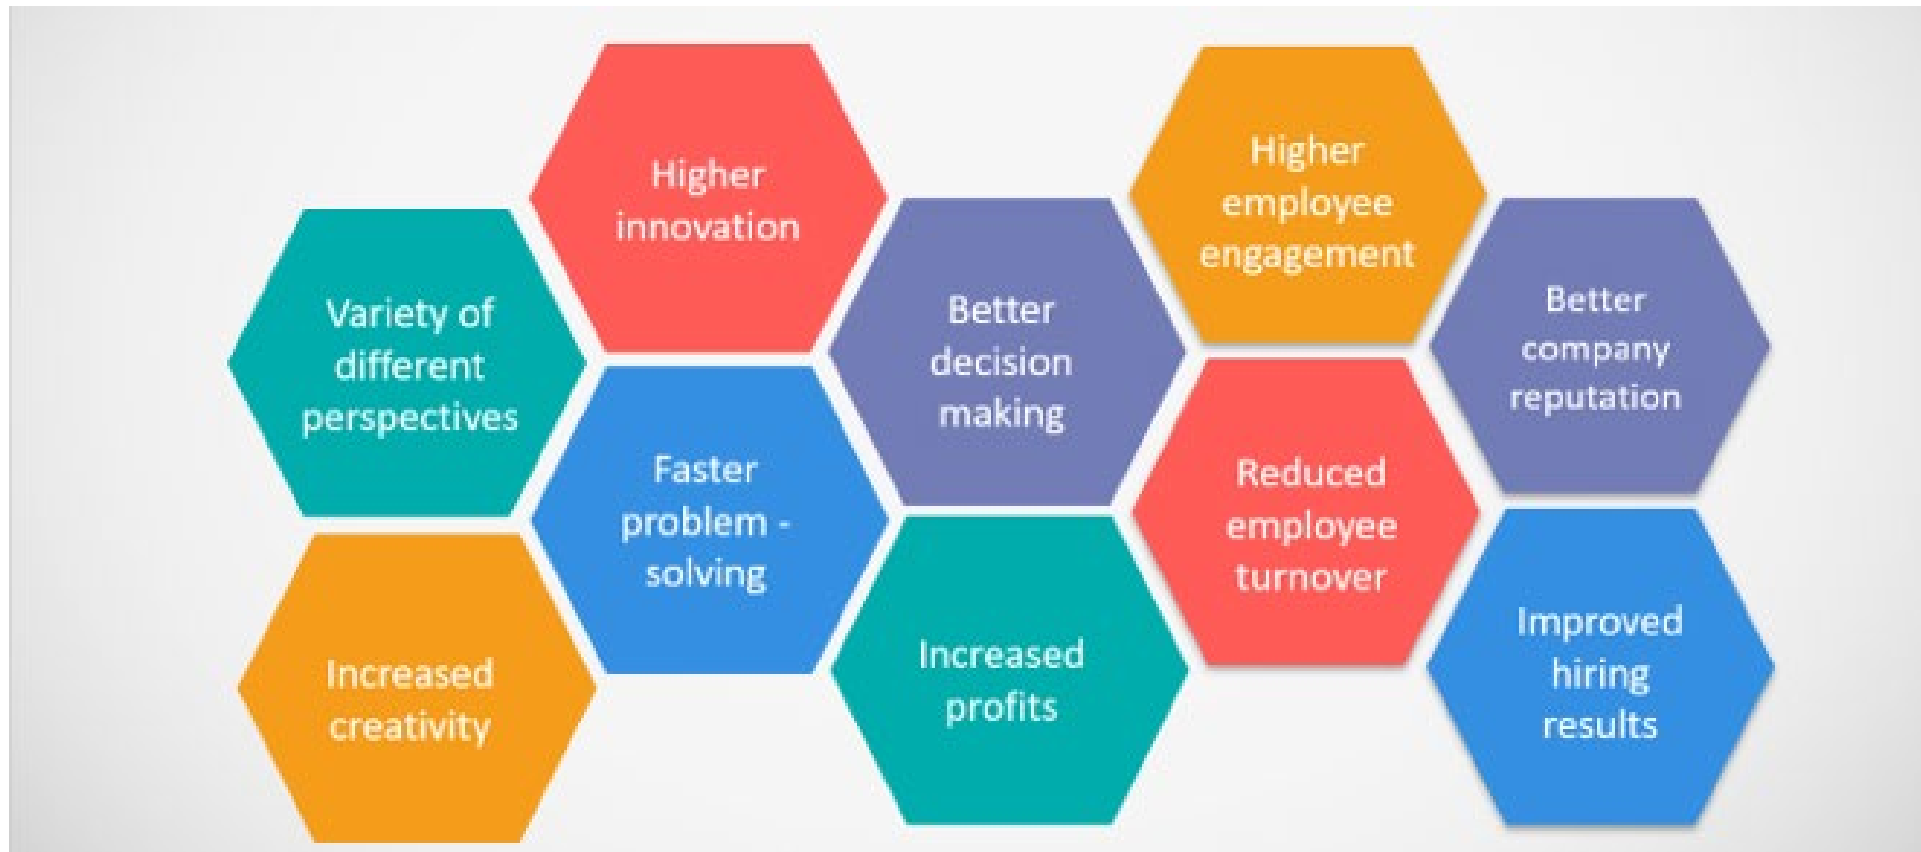 Variety of
different
perspectives
Increased
creativity
Higher
innovation
Faster
problem -
solving
Better
decision
making
Increased
profits
Higher
employee
engagement
Reduced
employee
turnover
Better
company
reputation
Improved
hiring
results